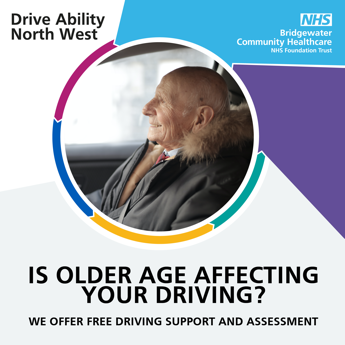 Drive Ability
North West
NHS
Bridgewater
Community Healthcare
NHS Foundation Trust
IS OLDER AGE AFFECTING
YOUR DRIVING?
WE OFFER FREE DRIVING SUPPORT AND ASSESSMENT